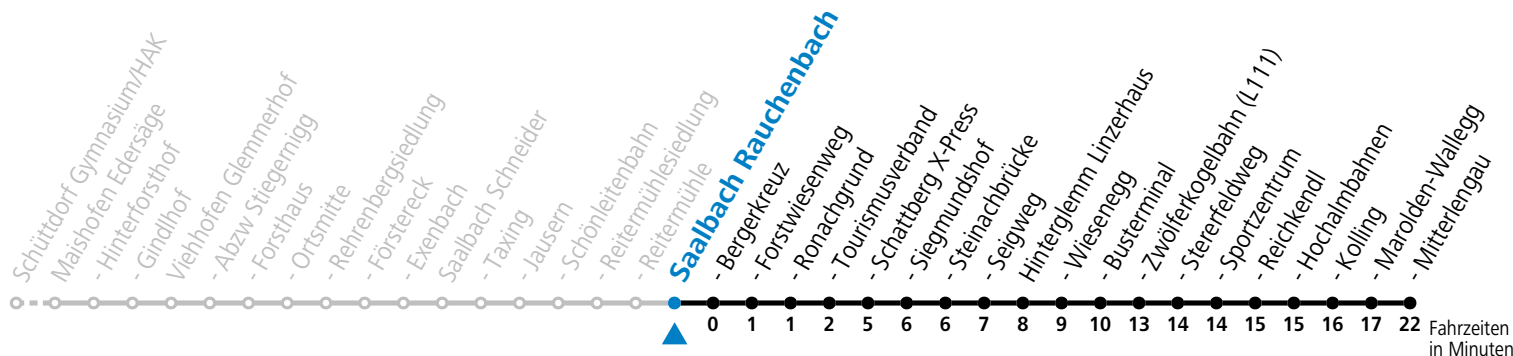 Schüttdorf Gymnasium/HAK
Maishofen Edersäge
- Hinterforsthof
- Gindlhof
Viehhofen Glemmerhof
- Abzw Stiegernigg
- Forsthaus
- Ortsmitte
- Rehrenbergsiedlung
- Förstereck
- Exenbach
Saalbach Schneider
- Taxing
- Jausern
- Schönleitenbahn
- Reitermühlesiedlung
- Reitermühle
Saalbach Rauchenbach
- Bergerkreuz
- Forstwiesenweg
- Ronachgrund
- Tourismusverband
- Schattberg X-Press
- Siegmundshof
- Steinachbrücke
- Seigweg
Hinterglemm Linzerhaus
- Wiesenegg
- Busterminal
- Zwölferkogelbahn (L111)
- Stererfeldweg
- Sportzentrum
- Reichkendl
- Hochalmbahnen
- Kolling
- Marolden-Wallegg
- Mitterlengau
0 1 1 2 5 6 6 7 8 9 10 13 14 14 15 15 16 17 22 Fahrzeiten
in Minuten